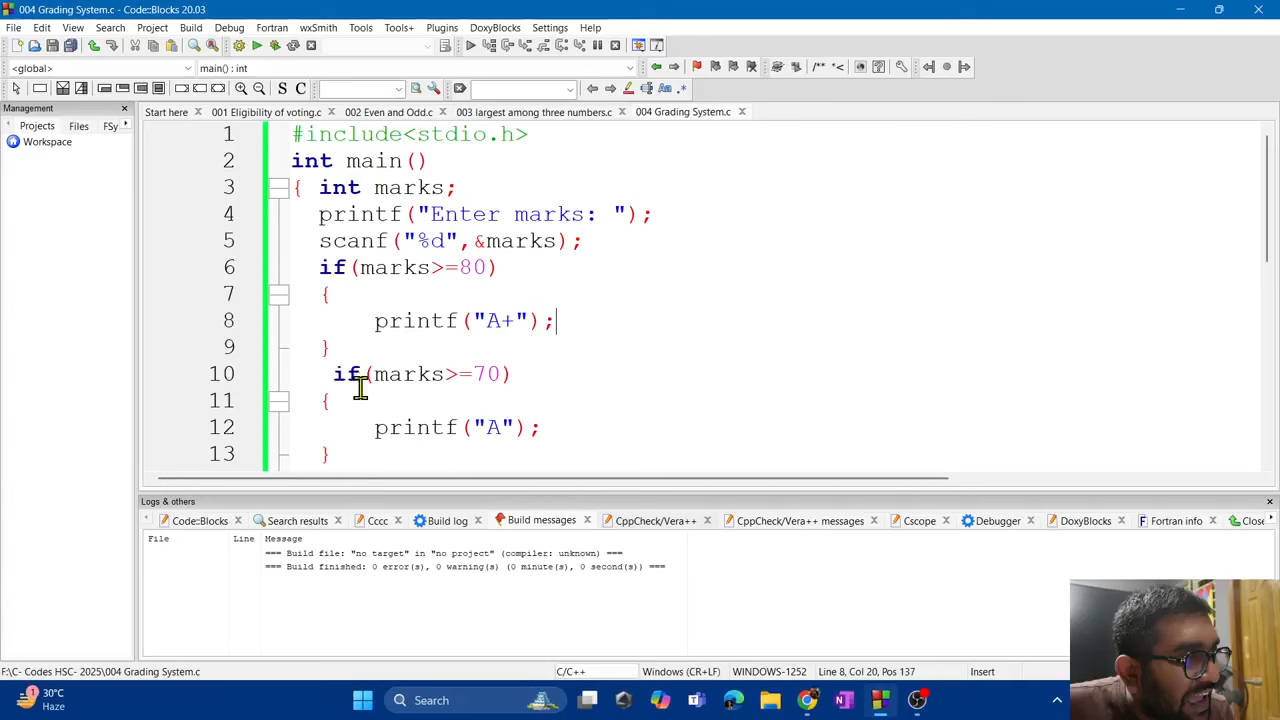 004 Grading System.c - Code::Blocks 20.03
File Edit View Search Project Build Debug Fortran wxSmith Tools Tools+ Plugins DoxyBlocks Settings Help
<global> main() : int
S C Aa .*
Management
Projects Files FSy
Workspace
Start here 001 Eligibility of voting.c 002 Even and Odd.c 003 largest among three numbers.c 004 Grading System.c
1 #include<stdio.h>
2 int main()
3 { int marks;
4 printf("Enter marks: ");
5 scanf("%d",&marks);
6 if(marks>=80)
7 {
8 printf("A+");
9 }
10 if(marks>=70)
11 {
12 printf("A");
13 }
Logs & others
Code::Blocks Search results Cccc Build log Build messages CppCheck/Vera++ CppCheck/Vera++ messages Cscope Debugger DoxyBlocks Fortran info Close
File Line Message
=== Build file: "no target" in "no project" (compiler: unknown) ===
=== Build finished: 0 error(s), 0 warning(s) (0 minute(s), 0 second(s)) ===
F:\C- Codes HSC- 2025\004 Grading System.c C/C++ Windows (CR+LF) WINDOWS-1252 Line 8, Col 20, Pos 137 Insert
1
30°C
Haze
Search